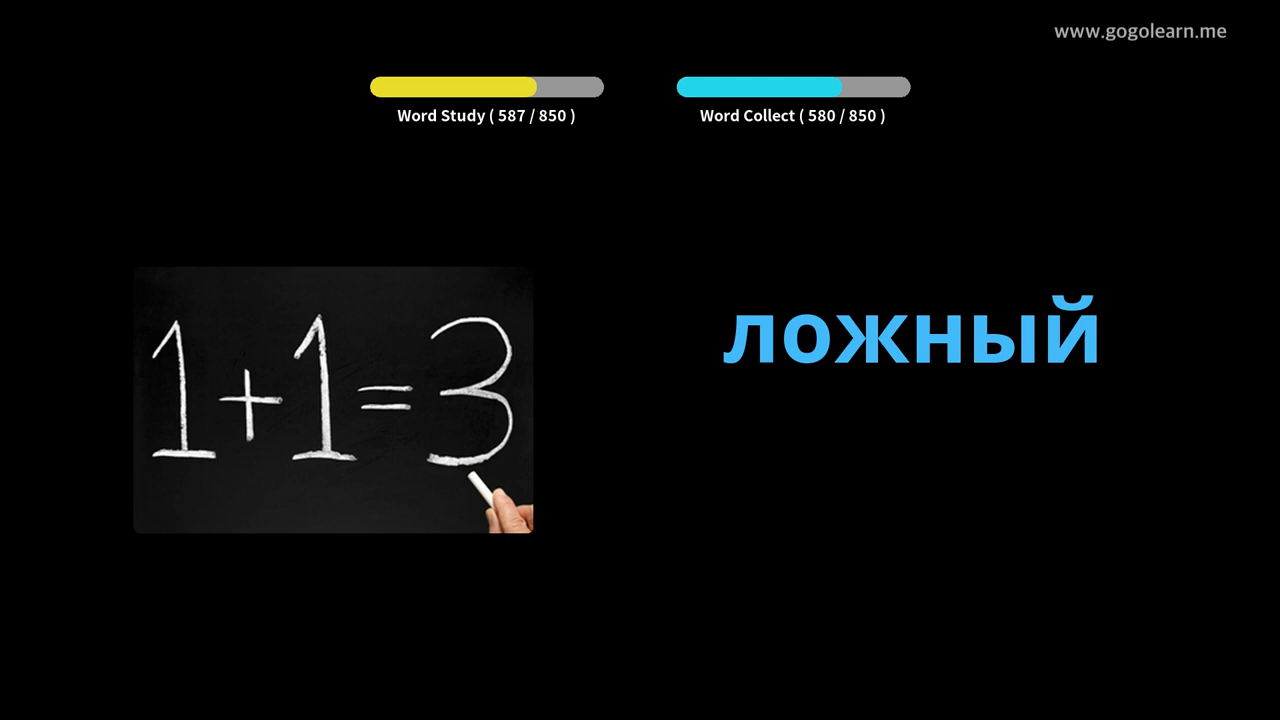 www.gogolearn.me
Word Study ( 587 / 850 )
Word Collect ( 580 / 850 )
1+1=3
ложный